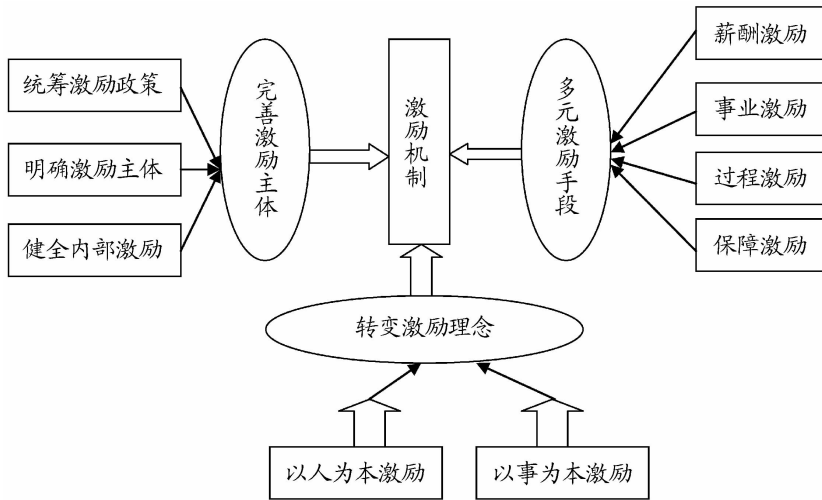 统筹激励政策
明确激励主体
健全内部激励
完善激励主体
激励机制
多元激励手段
薪酬激励
事业激励
过程激励
保障激励
转变激励理念
以人为本激励
以事为本激励